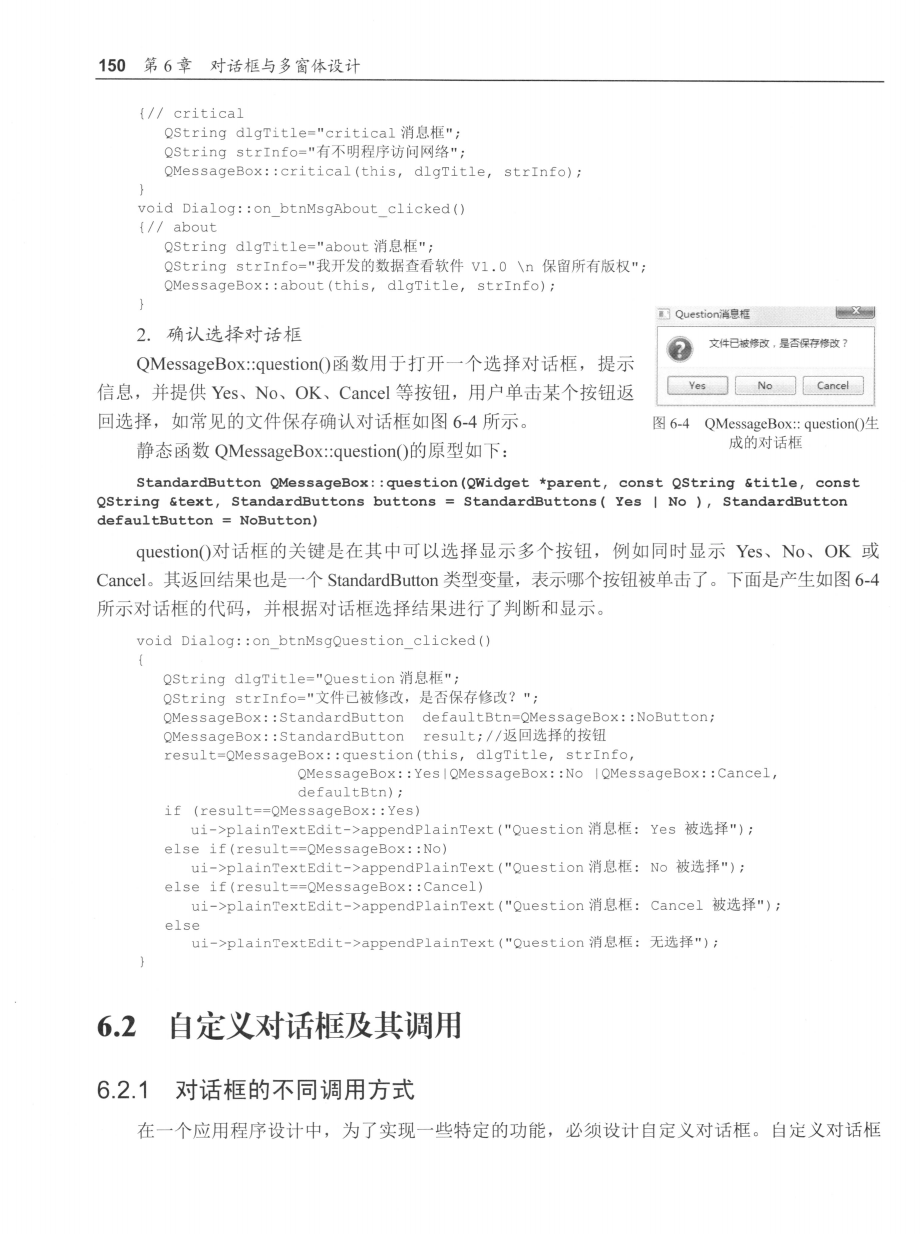 150 第 6 章 对话框与多窗体设计
{// critical
QString dlgTitle="critical 消息框";
QString strInfo="有不明程序访问网络";
QMessageBox::critical(this, dlgTitle, strInfo);
}
void Dialog::on_btnMsgAbout_clicked()
{// about
QString dlgTitle="about 消息框";
QString strInfo="我开发的数据查看软件 V1.0 \n 保留所有版权";
QMessageBox::about(this, dlgTitle, strInfo);
}
2．确认选择对话框
QMessageBox::question()函数用于打开一个选择对话框，提示
信息，并提供 Yes、No、OK、Cancel 等按钮，用户单击某个按钮返
回选择，如常见的文件保存确认对话框如图 6-4 所示。
Question消息框
文件已被修改，是否保存修改？
Yes No Cancel
图 6-4 QMessageBox:: question()生
成的对话框
静态函数 QMessageBox::question()的原型如下：
StandardButton QMessageBox::question(QWidget *parent, const QString &title, const
QString &text, StandardButtons buttons = StandardButtons( Yes | No ), StandardButton
defaultButton = NoButton)
question()对话框的关键是在其中可以选择显示多个按钮，例如同时显示 Yes、No、OK 或
Cancel。其返回结果也是一个 StandardButton 类型变量，表示哪个按钮被单击了。下面是产生如图 6-4
所示对话框的代码，并根据对话框选择结果进行了判断和显示。
void Dialog::on_btnMsgQuestion_clicked()
{
QString dlgTitle="Question 消息框";
QString strInfo="文件已被修改，是否保存修改？";
QMessageBox::StandardButton defaultBtn=QMessageBox::NoButton;
QMessageBox::StandardButton result;//返回选择的按钮
result=QMessageBox::question(this, dlgTitle, strInfo,
QMessageBox::Yes|QMessageBox::No |QMessageBox::Cancel,
defaultBtn);
if (result==QMessageBox::Yes)
ui->plainTextEdit->appendPlainText("Question 消息框: Yes 被选择");
else if(result==QMessageBox::No)
ui->plainTextEdit->appendPlainText("Question 消息框: No 被选择");
else if(result==QMessageBox::Cancel)
ui->plainTextEdit->appendPlainText("Question 消息框: Cancel 被选择");
else
ui->plainTextEdit->appendPlainText("Question 消息框: 无选择");
}
6.2 自定义对话框及其调用
6.2.1 对话框的不同调用方式
在一个应用程序设计中，为了实现一些特定的功能，必须设计自定义对话框。自定义对话框